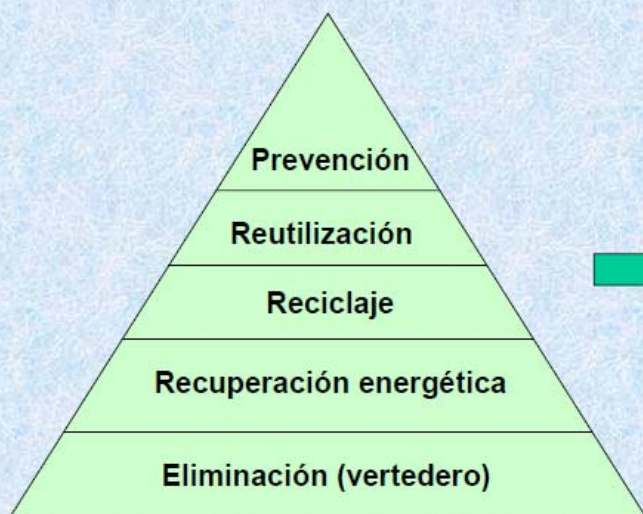 Prevención
Reutilización
Reciclaje
Recuperación energética
Eliminación (vertedero)